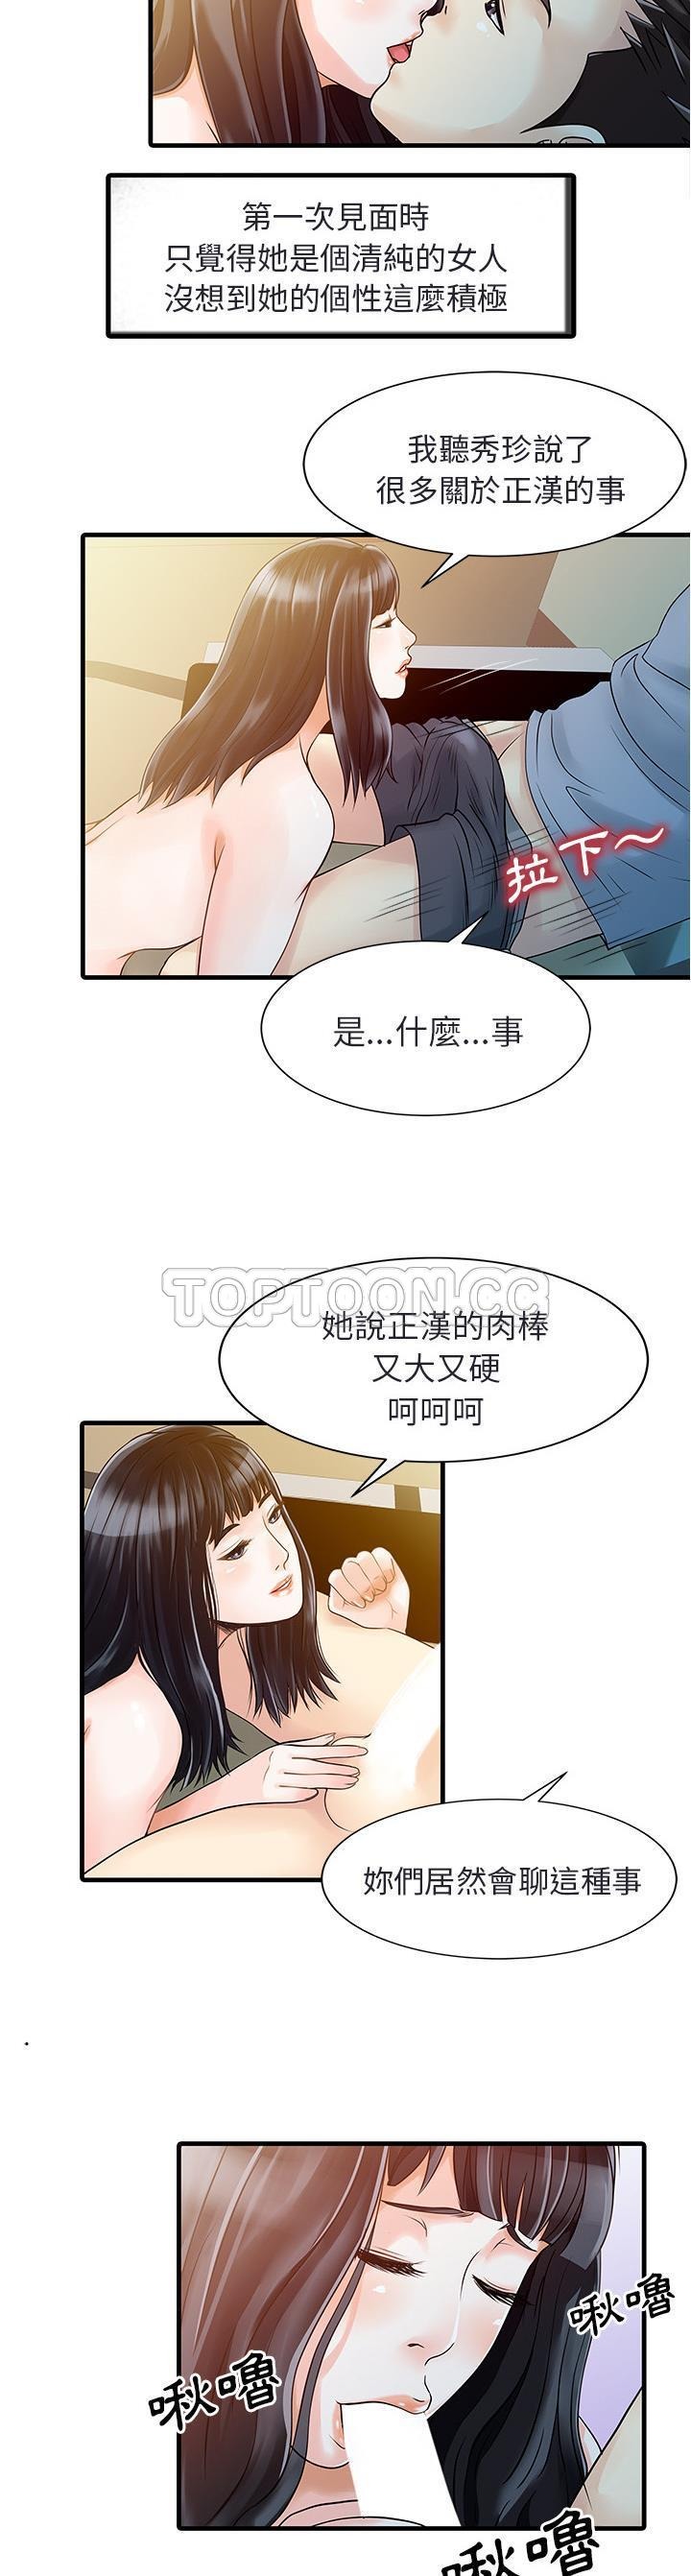 第一次見面時
只覺得她是個清純的女人
沒想到她的個性這麼積極
我聽秀珍說了
很多關於正漢的事
拉下～
是…什麼…事
TOPTOON.CC
她說正漢的肉棒
又大又硬
呵呵呵
妳們居然會聊這種事
啾嚕
啾嚕
啾嚕